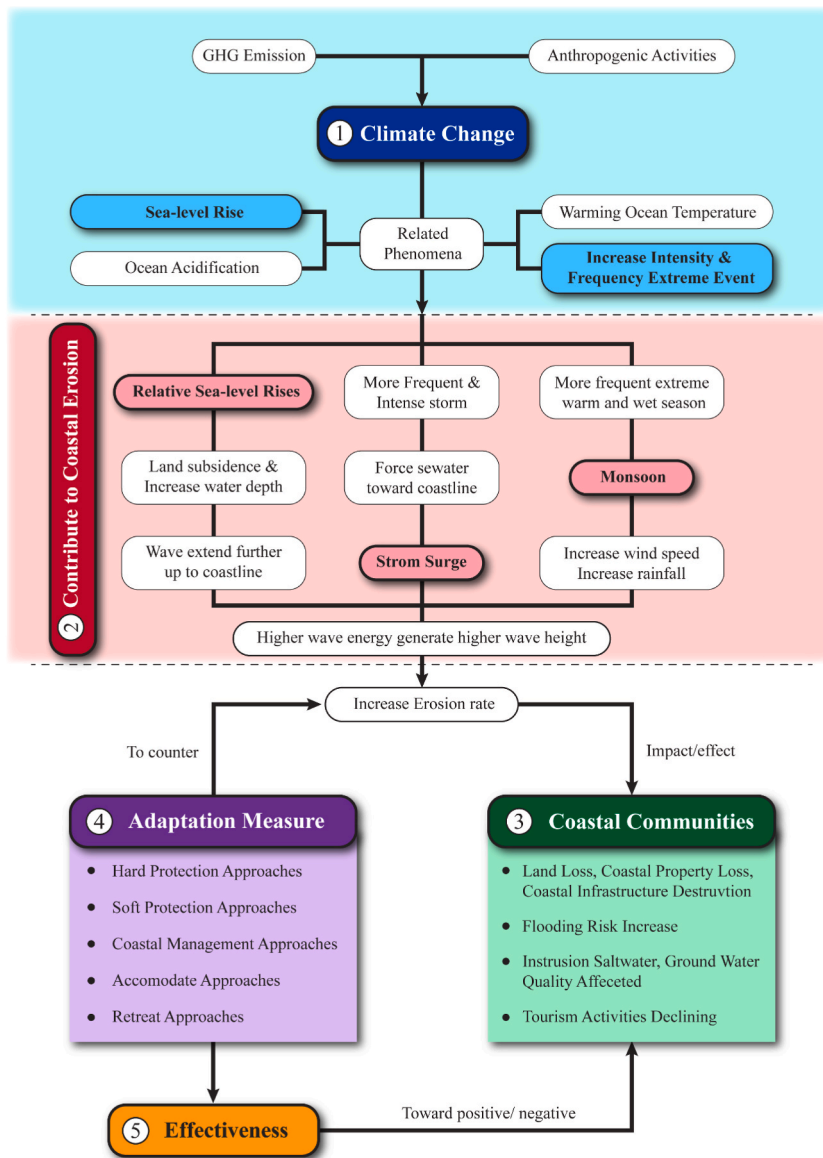 GHG Emission
Anthropogenic Activities
1 Climate Change
Sea-level Rise
Ocean Acidification
Related
Phenomena
Warming Ocean Temperature
Increase Intensity &
Frequency Extreme Event
2 Contribute to Coastal Erosion
Relative Sea-level Rises
Land subsidence &
Increase water depth
Wave extend further
up to coastline
More Frequent &
Intense storm
Force sewater
toward coastline
Strom Surge
More frequent extreme
warm and wet season
Monsoon
Increase wind speed
Increase rainfall
Higher wave energy generate higher wave height
Increase Erosion rate
To counter
Impact/effect
4 Adaptation Measure
• Hard Protection Approaches
• Soft Protection Approaches
• Coastal Management Approaches
• Accomodate Approaches
• Retreat Approaches
3 Coastal Communities
• Land Loss, Coastal Property Loss,
Coastal Infrastructure Destruvtion
• Flooding Risk Increase
• Instrusion Saltwater, Ground Water
Quality Affeceted
• Tourism Activities Declining
5 Effectiveness
Toward positive/ negative